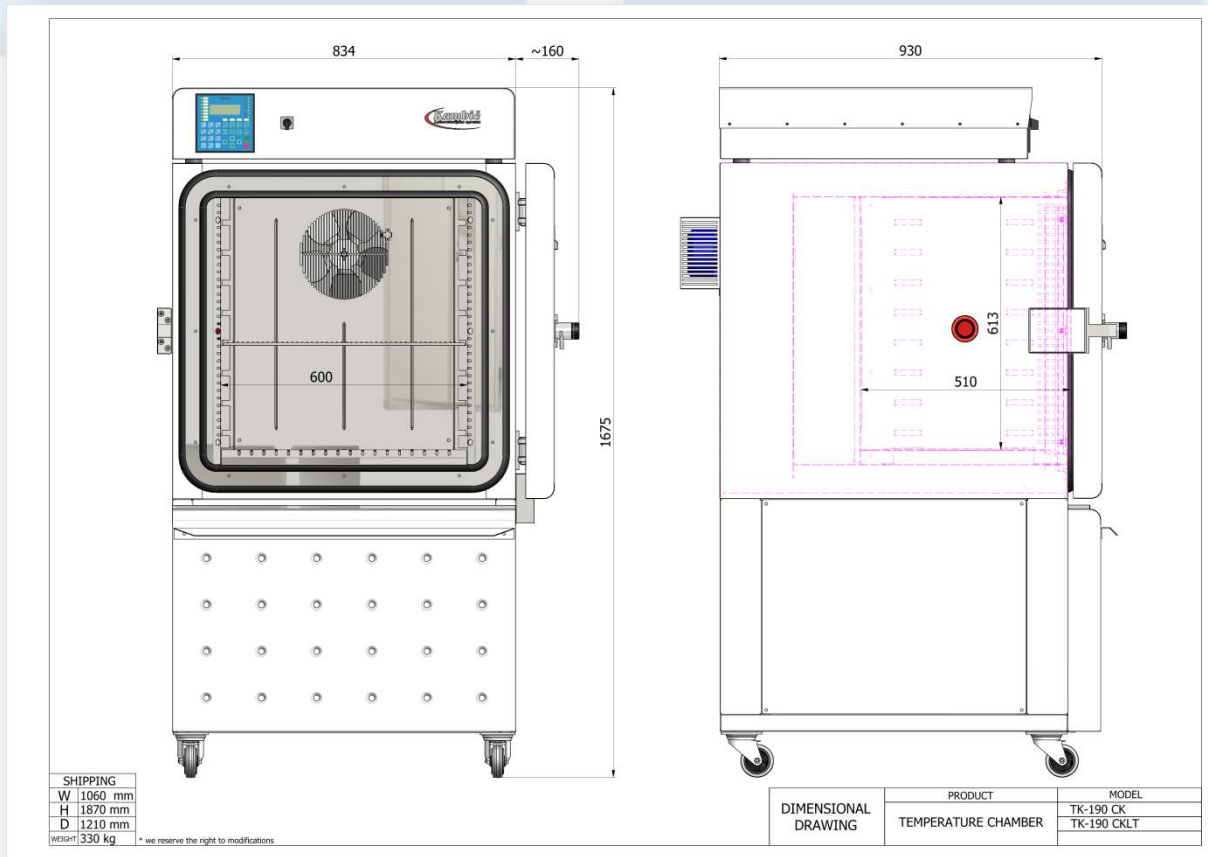 834
~160
930
Kambič
1675
600
613
510
SHIPPING
W 1060 mm
H 1870 mm
D 1210 mm
WEIGHT 330 kg
* we reserve the right to modifications
DIMENSIONAL
DRAWING
PRODUCT
TEMPERATURE CHAMBER
MODEL
TK-190 CK
TK-190 CKLT